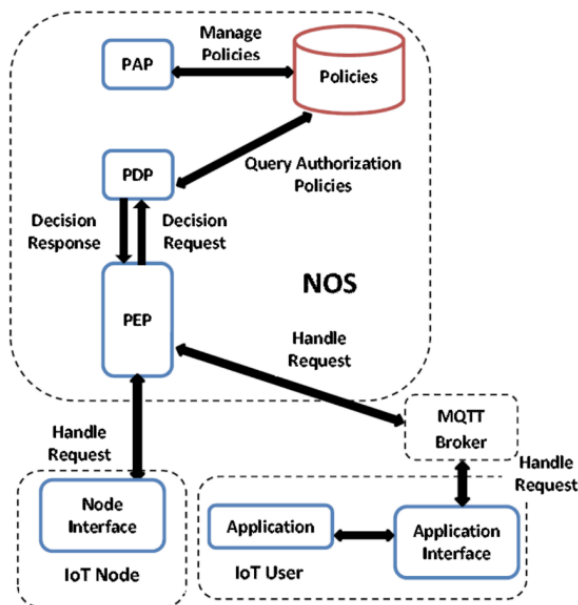 Manage
Policies
PAP
Policies
PDP
Query Authorization
Policies
Decision
Response
Decision
Request
PEP
NOS
Handle
Request
Handle
Request
MQTT
Broker
Handle
Request
Node
Interface
IoT Node
Application
Application
Interface
IoT User